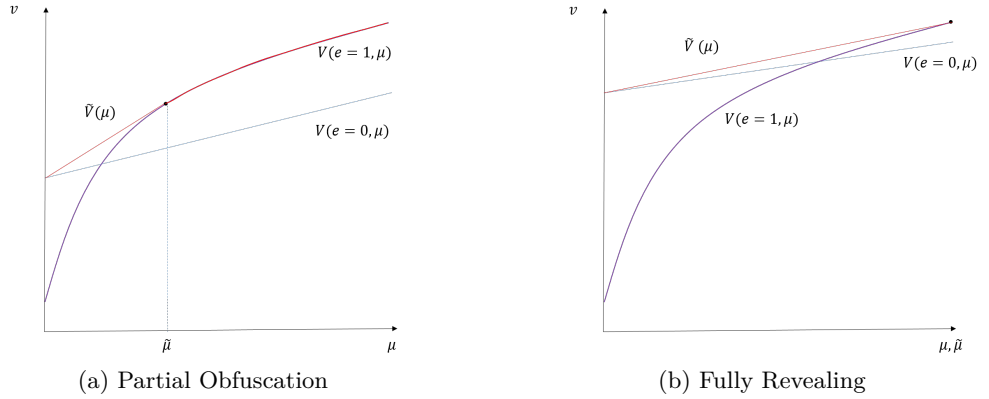 v
V(e = 1, μ)
Ṽ(μ)
V(e = 0, μ)
μ̃
μ
(a) Partial Obfuscation
v
Ṽ (μ)
V(e = 0, μ)
V(e = 1, μ)
μ, μ̃
(b) Fully Revealing